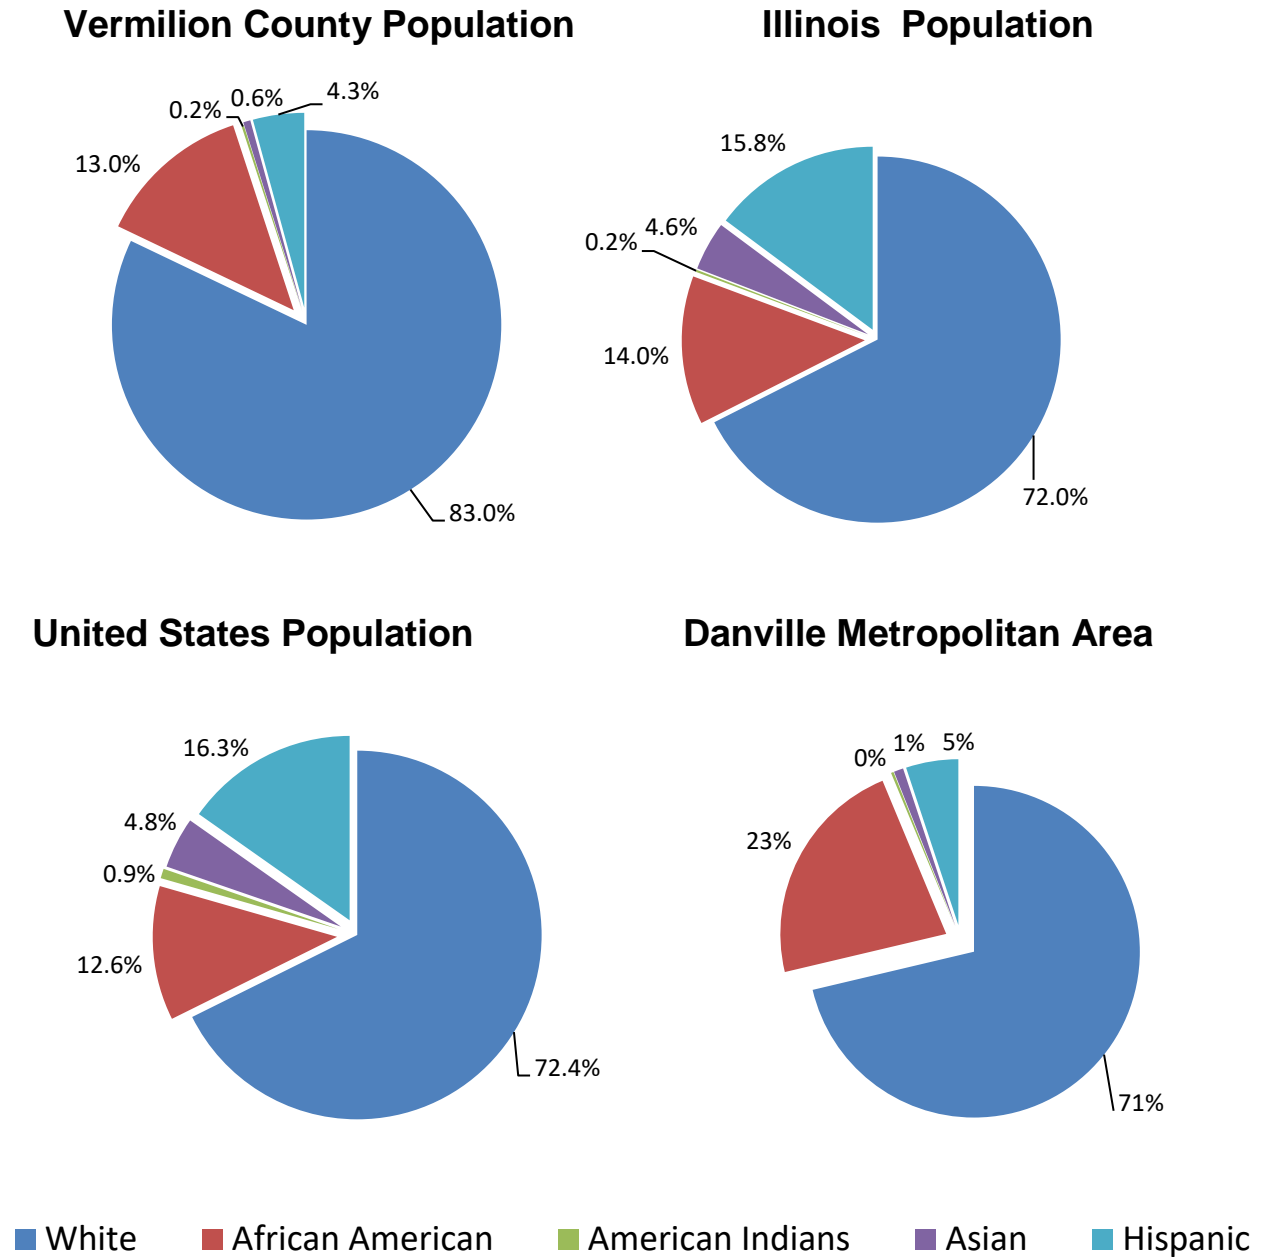 Vermilion County Population
0.2%
0.6%
4.3%
13.0%
83.0%
Illinois  Population
15.8%
4.6%
0.2%
14.0%
72.0%
United States Population
16.3%
4.8%
0.9%
12.6%
72.4%
Danville Metropolitan Area
0%
1%
5%
23%
71%
White
African American
American Indians
Asian
Hispanic